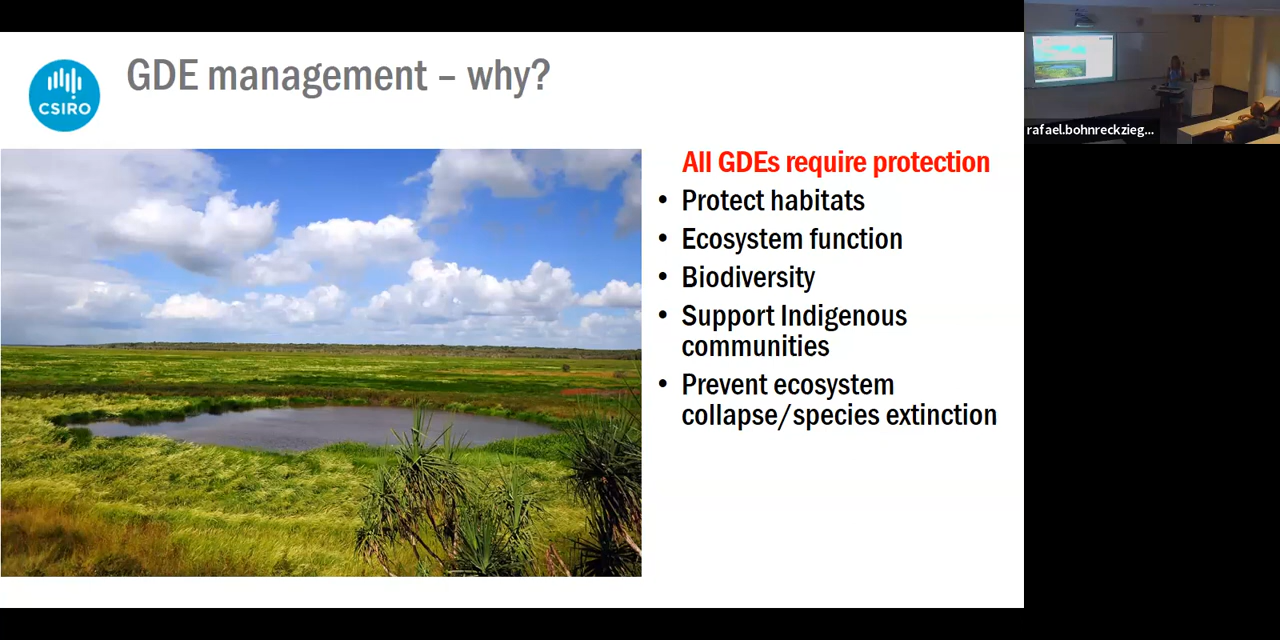 GDE management – why?
CSIRO
All GDEs require protection
• Protect habitats
• Ecosystem function
• Biodiversity
• Support Indigenous
communities
• Prevent ecosystem
collapse/species extinction
rafael.bohnreckzieg...